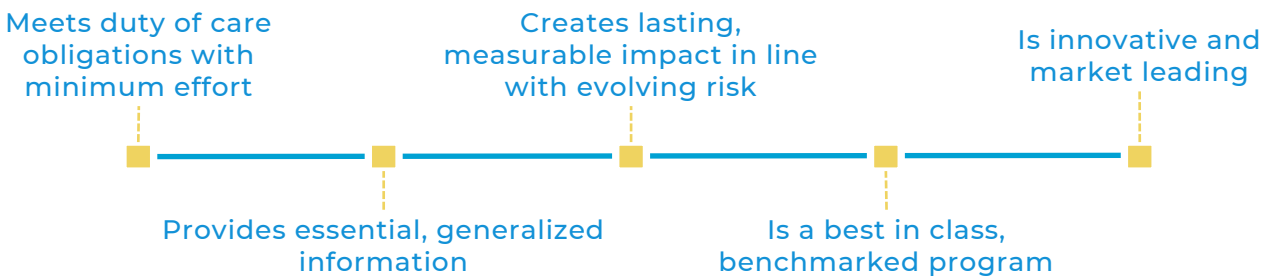 Meets duty of care
obligations with
minimum effort
Provides essential, generalized
information
Creates lasting,
measurable impact in line
with evolving risk
Is a best in class,
benchmarked program
Is innovative and
market leading